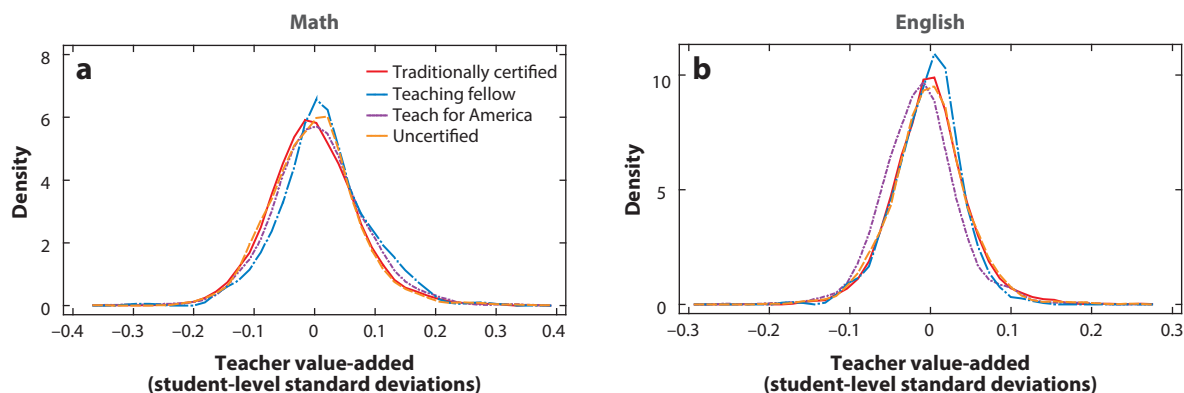 Math
a
Traditionally certified
Teaching fellow
Teach for America
Uncertified
Density
8
6
4
2
0
−0.4 −0.3 −0.2 −0.1 0 0.1 0.2 0.3 0.4
Teacher value-added
(student-level standard deviations)
English
b
Density
10
5
0
−0.3 −0.2 −0.1 0 0.1 0.2 0.3
Teacher value-added
(student-level standard deviations)